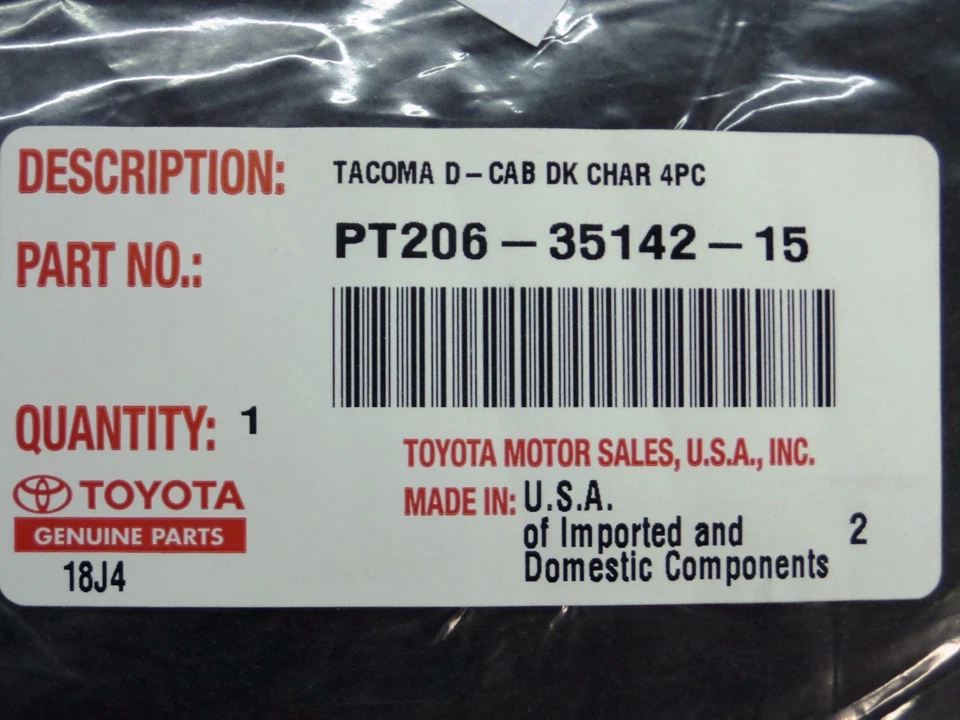 DESCRIPTION: TACOMA D-CAB DK CHAR 4PC
PART NO.: PT206-35142-15
QUANTITY: 1
TOYOTA MOTOR SALES, U.S.A., INC.
TOYOTA
GENUINE PARTS
18J4
MADE IN: U.S.A.
of Imported and
Domestic Components
2